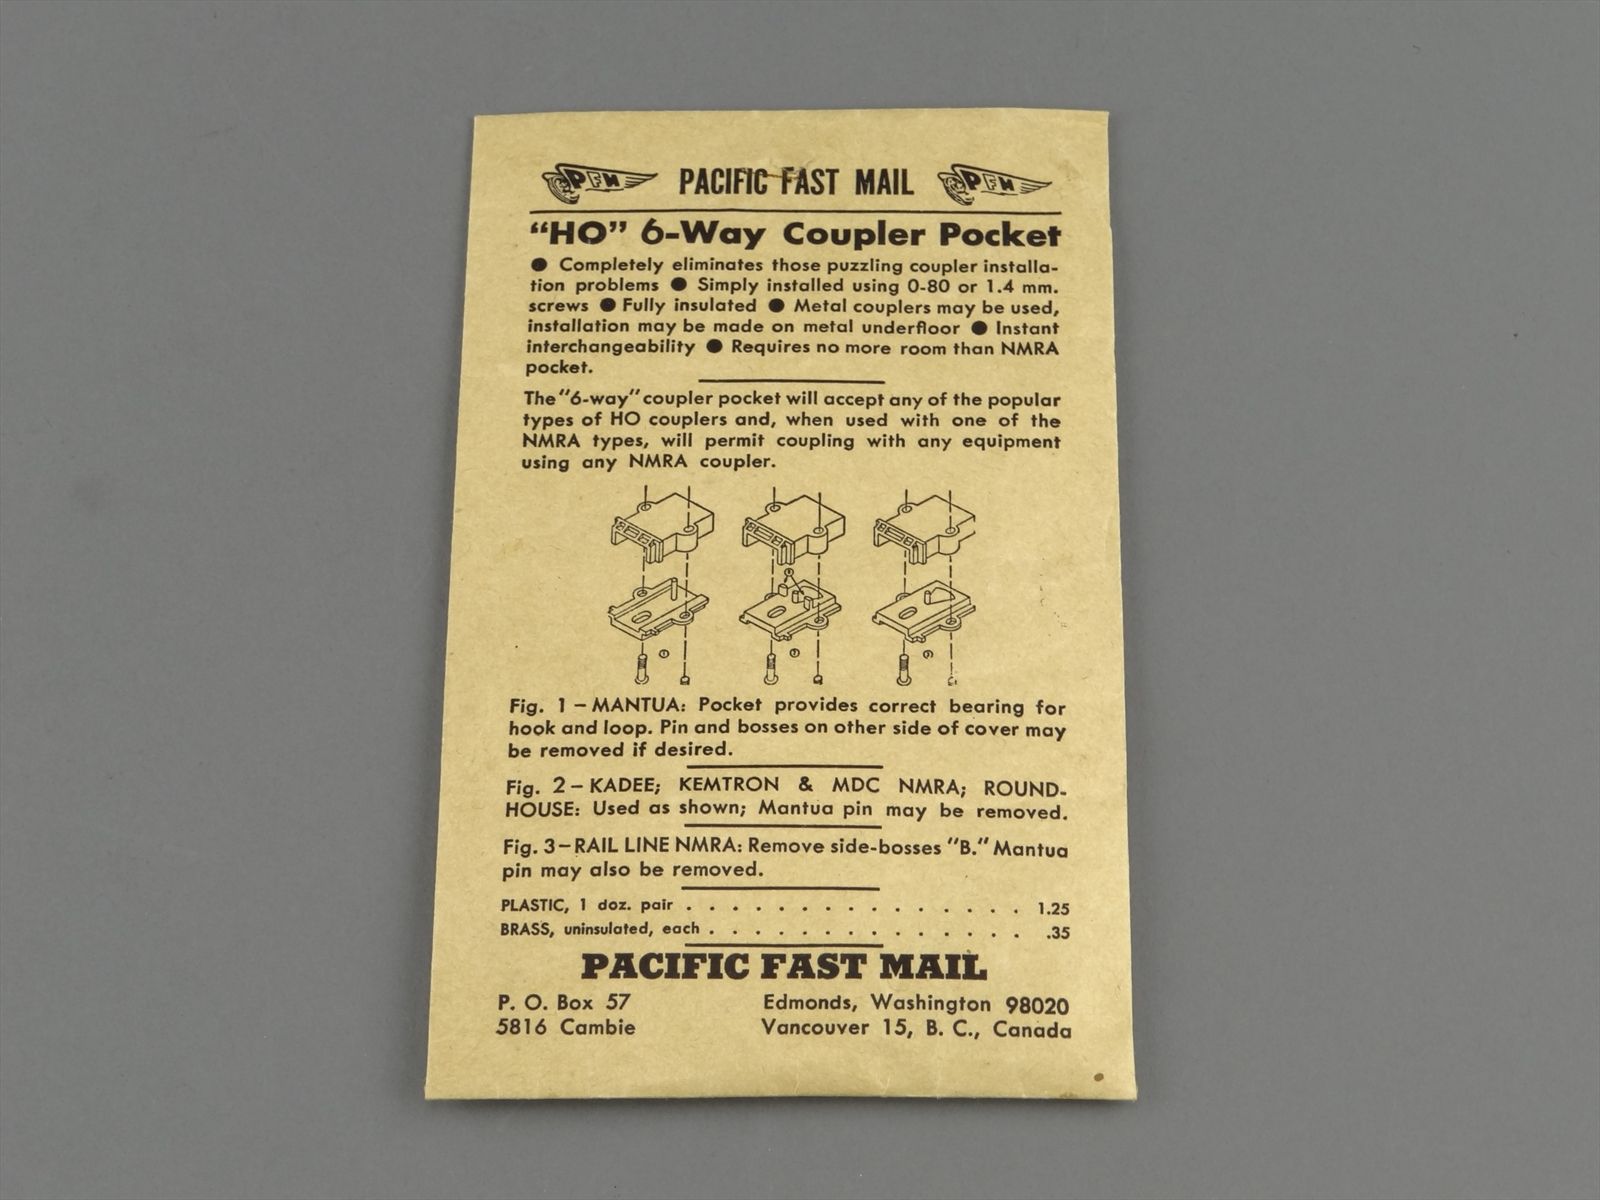 PFM PACIFIC FAST MAIL PFM
“HO” 6-Way Coupler Pocket
● Completely eliminates those puzzling coupler installa-
tion problems ● Simply installed using 0-80 or 1.4 mm.
screws ● Fully insulated ● Metal couplers may be used,
installation may be made on metal underfloor ● Instant
interchangeability ● Requires no more room than NMRA
pocket.
The "6-way" coupler pocket will accept any of the popular
types of HO couplers and, when used with one of the
NMRA types, will permit coupling with any equipment
using any NMRA coupler.
Fig. 1 – MANTUA: Pocket provides correct bearing for
hook and loop. Pin and bosses on other side of cover may
be removed if desired.
Fig. 2 – KADEE; KEMTRON & MDC NMRA; ROUND-
HOUSE: Used as shown; Mantua pin may be removed.
Fig. 3 – RAIL LINE NMRA: Remove side-bosses "B." Mantua
pin may also be removed.
PLASTIC, 1 doz. pair . . . . . . . . . . . . . . . 1.25
BRASS, uninsulated, each . . . . . . . . . . . . . . .35
PACIFIC FAST MAIL
P. O. Box 57 Edmonds, Washington 98020
5816 Cambie Vancouver 15, B. C., Canada